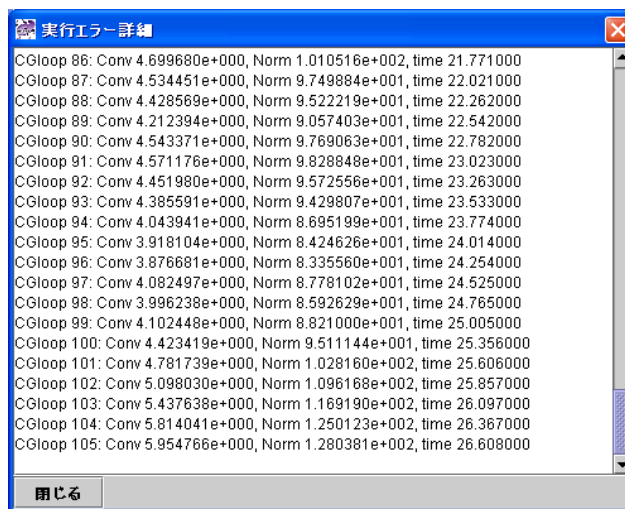 実行エラー詳細
CGloop 86: Conv 4.699680e+000, Norm 1.010516e+002, time 21.771000
CGloop 87: Conv 4.534451e+000, Norm 9.749884e+001, time 22.021000
CGloop 88: Conv 4.428569e+000, Norm 9.522219e+001, time 22.262000
CGloop 89: Conv 4.212394e+000, Norm 9.057403e+001, time 22.542000
CGloop 90: Conv 4.543371e+000, Norm 9.769063e+001, time 22.782000
CGloop 91: Conv 4.571176e+000, Norm 9.828848e+001, time 23.023000
CGloop 92: Conv 4.451980e+000, Norm 9.572556e+001, time 23.263000
CGloop 93: Conv 4.385591e+000, Norm 9.429807e+001, time 23.533000
CGloop 94: Conv 4.043941e+000, Norm 8.695199e+001, time 23.774000
CGloop 95: Conv 3.918104e+000, Norm 8.424626e+001, time 24.014000
CGloop 96: Conv 3.876681e+000, Norm 8.335560e+001, time 24.254000
CGloop 97: Conv 4.082497e+000, Norm 8.778102e+001, time 24.525000
CGloop 98: Conv 3.996238e+000, Norm 8.592629e+001, time 24.765000
CGloop 99: Conv 4.102448e+000, Norm 8.821000e+001, time 25.005000
CGloop 100: Conv 4.423419e+000, Norm 9.511144e+001, time 25.356000
CGloop 101: Conv 4.781739e+000, Norm 1.028160e+002, time 25.606000
CGloop 102: Conv 5.098030e+000, Norm 1.096168e+002, time 25.857000
CGloop 103: Conv 5.437638e+000, Norm 1.169190e+002, time 26.097000
CGloop 104: Conv 5.814041e+000, Norm 1.250123e+002, time 26.367000
CGloop 105: Conv 5.954766e+000, Norm 1.280381e+002, time 26.608000
閉じる